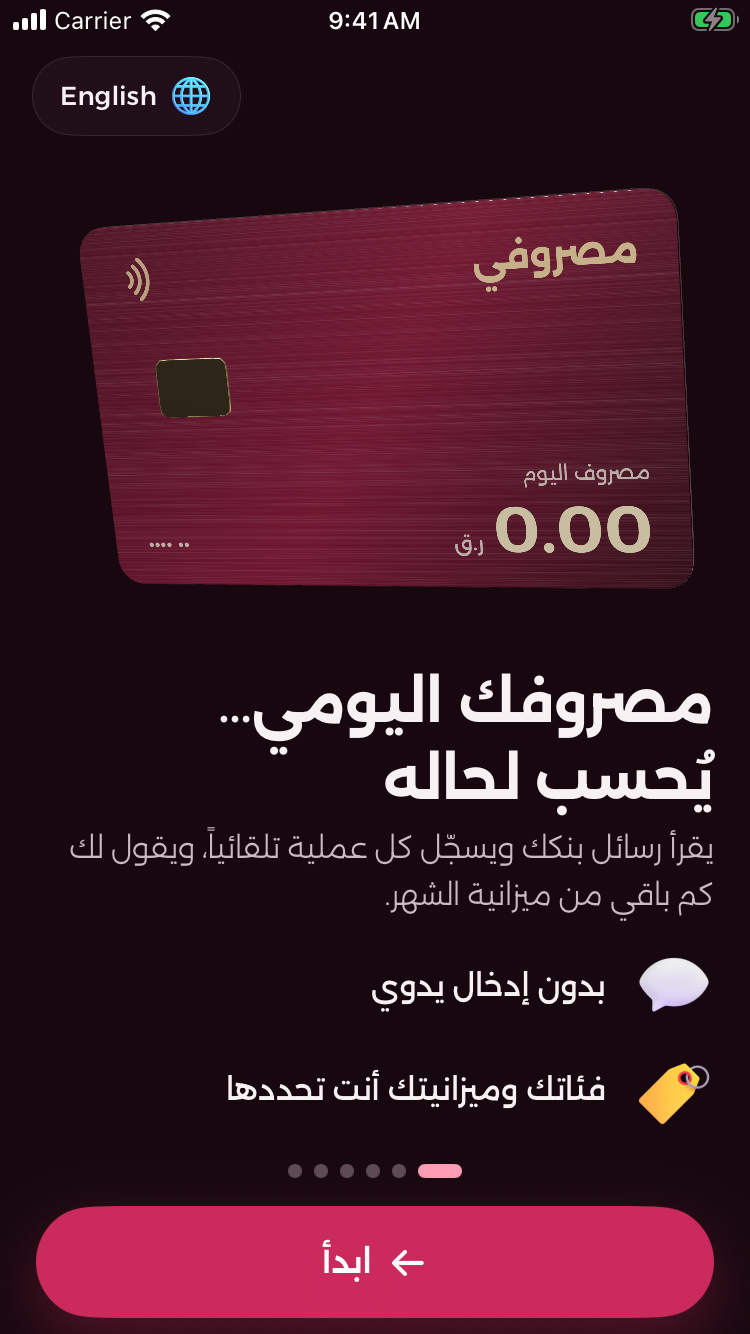 Carrier
9:41 AM
English
مصروفي
مصروف اليوم
0.00 ر.ق
•••• ••
مصروفك اليومي...
يُحسب لحاله
يقرأ رسائل بنكك ويسجّل كل عملية تلقائياً، ويقول لك
كم باقي من ميزانية الشهر.
بدون إدخال يدوي
فئاتك وميزانيتك أنت تحددها
ابدأ ←